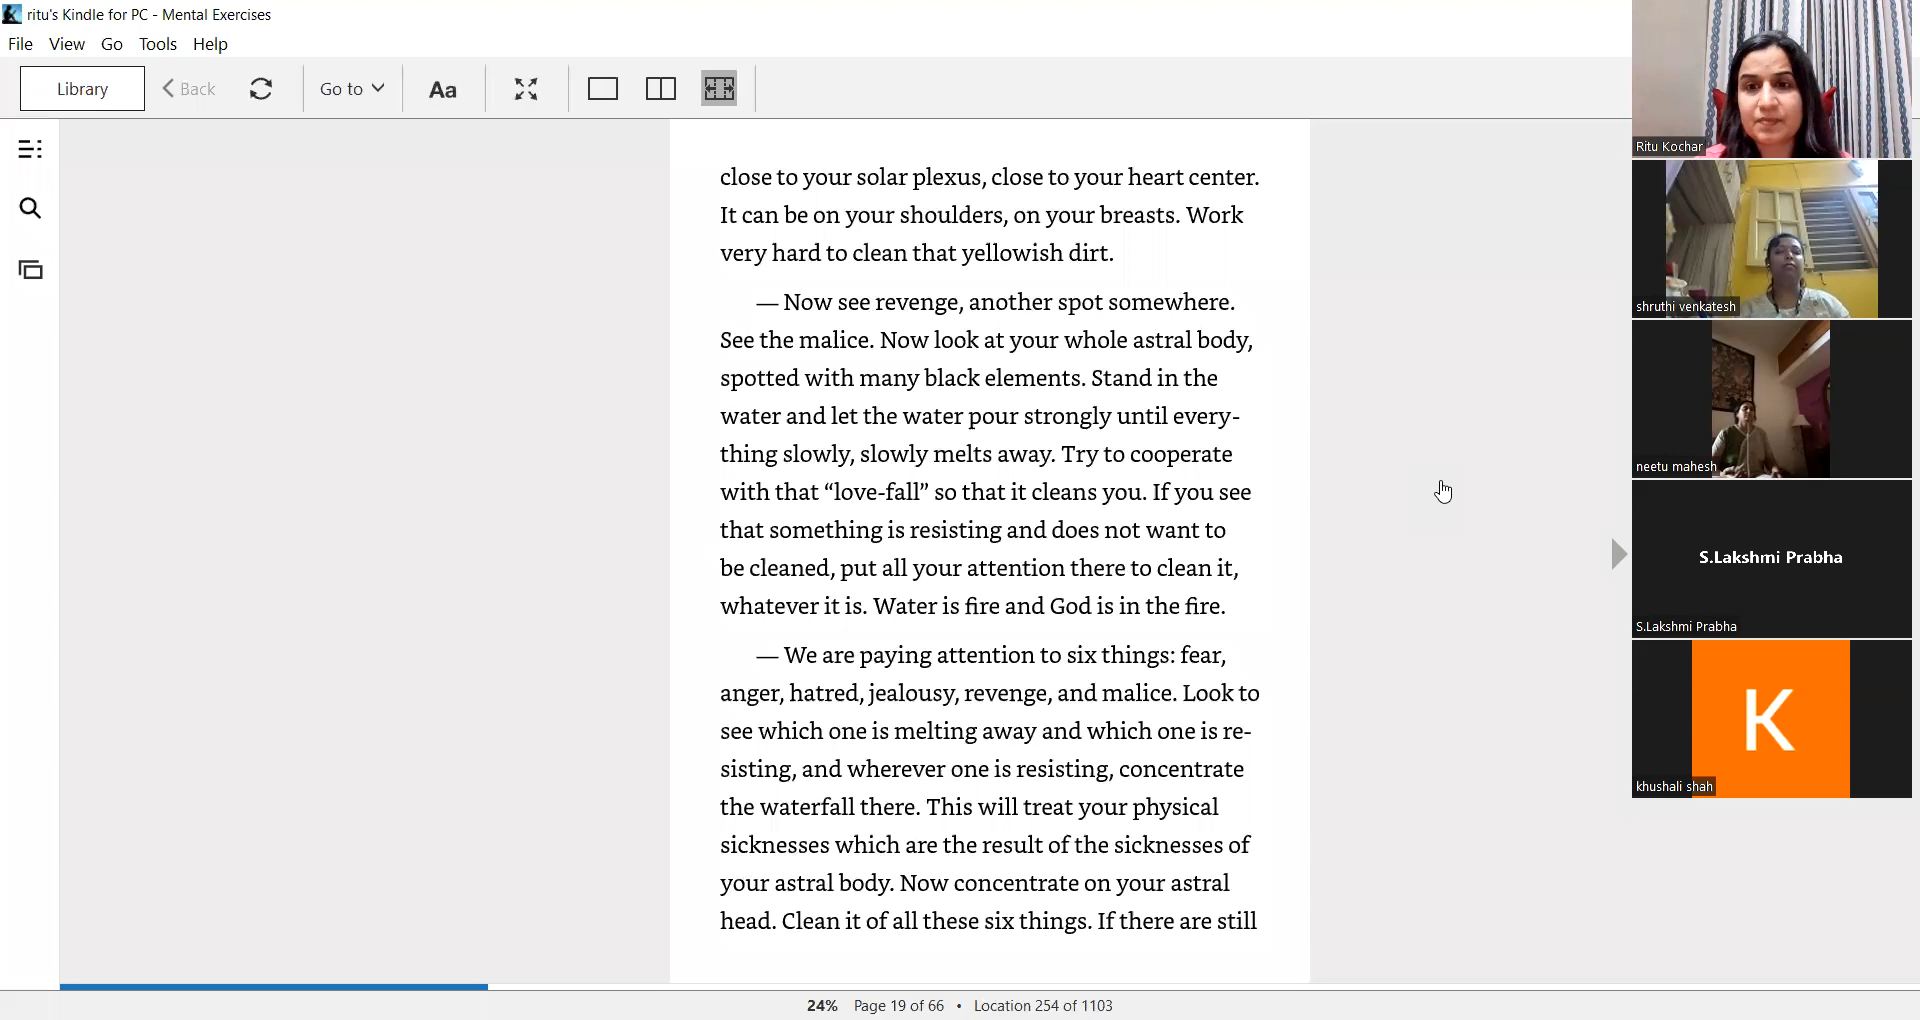 ritu's Kindle for PC - Mental Exercises
File View Go Tools Help
Library Back Go to Aa
close to your solar plexus, close to your heart center.
It can be on your shoulders, on your breasts. Work
very hard to clean that yellowish dirt.
— Now see revenge, another spot somewhere.
See the malice. Now look at your whole astral body,
spotted with many black elements. Stand in the
water and let the water pour strongly until every-
thing slowly, slowly melts away. Try to cooperate
with that “love-fall” so that it cleans you. If you see
that something is resisting and does not want to
be cleaned, put all your attention there to clean it,
whatever it is. Water is fire and God is in the fire.
— We are paying attention to six things: fear,
anger, hatred, jealousy, revenge, and malice. Look to
see which one is melting away and which one is re-
sisting, and wherever one is resisting, concentrate
the waterfall there. This will treat your physical
sicknesses which are the result of the sicknesses of
your astral body. Now concentrate on your astral
head. Clean it of all these six things. If there are still
24% Page 19 of 66 • Location 254 of 1103
Ritu Kochar
shruthi venkatesh
neetu mahesh
S.Lakshmi Prabha
S.Lakshmi Prabha
K
khushali shah